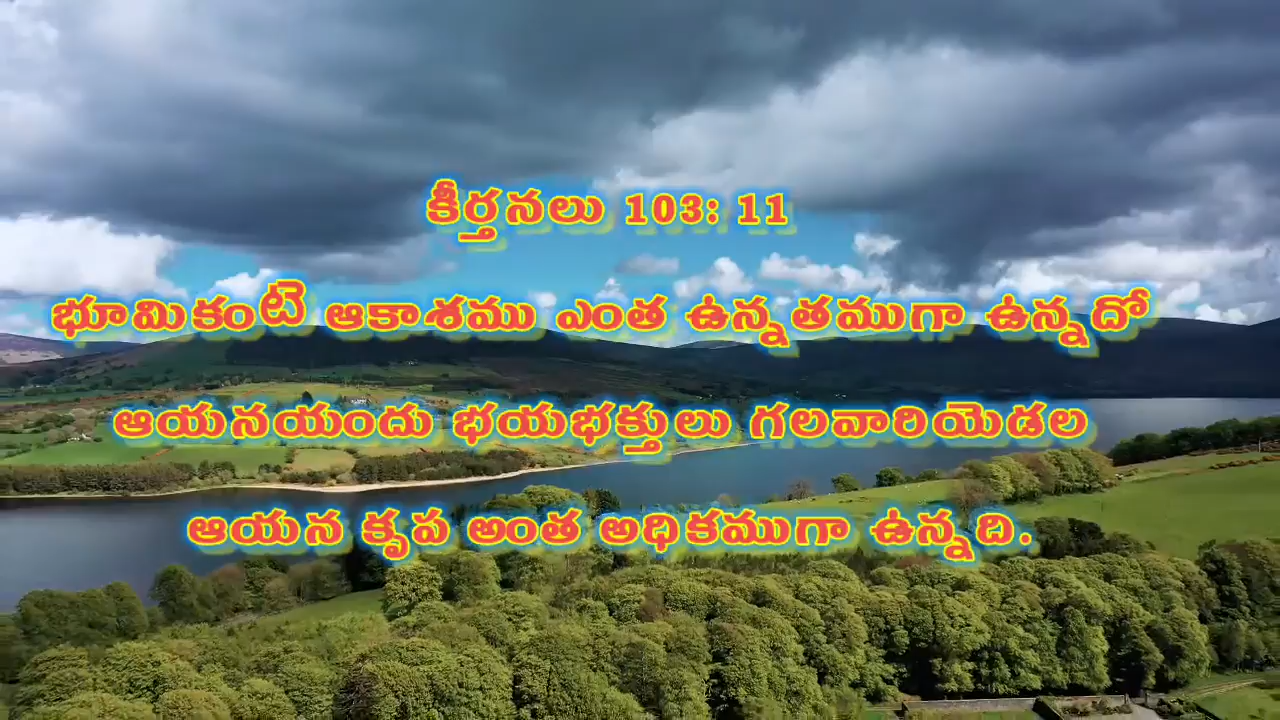 కీర్తనలు 103: 11
భూమికంటె ఆకాశము ఎంత ఉన్నతముగా ఉన్నదో
ఆయనయందు భయభక్తులు గలవారియెడల
ఆయన కృప అంత అధికముగా ఉన్నది.